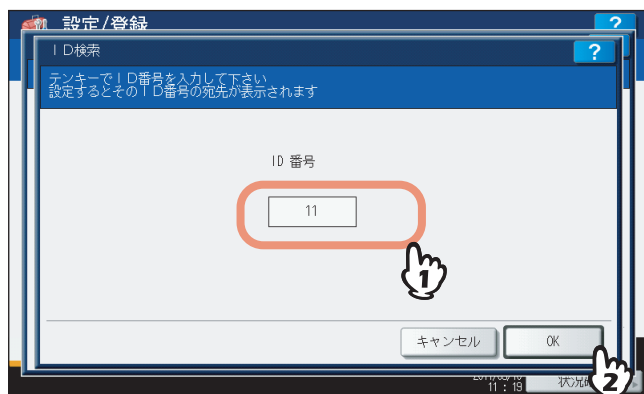 設定/登録
?
ID検索
?
テンキーでID番号を入力して下さい
設定するとそのID番号の宛先が表示されます
ID 番号
11
1
キャンセル
OK
2
11 : 19
状況